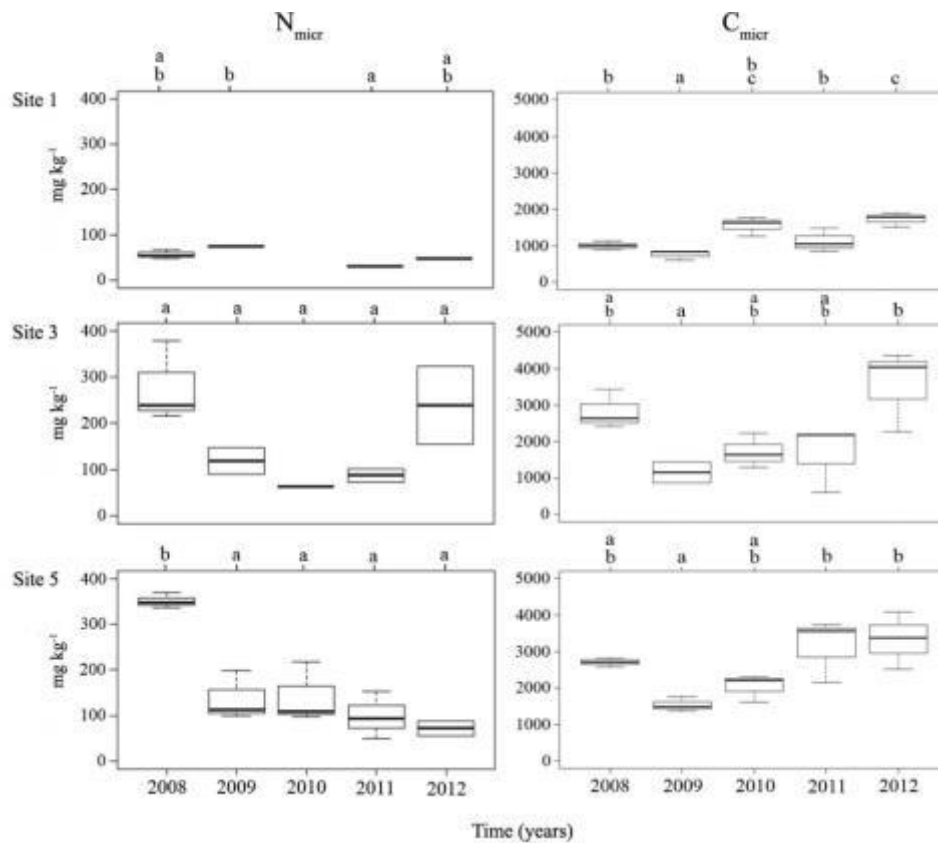 N_micr C_micr
a a b
b b a b b c a b c
Site 1
400 5000
300 4000
200 3000
100 2000
0 1000
0
mg kg⁻¹
a a a a a a b a a b a b b
Site 3
400 5000
300 4000
200 3000
100 2000
0 1000
0
mg kg⁻¹
b a a a a a b a a b b b
Site 5
400 5000
300 4000
200 3000
100 2000
0 1000
0
mg kg⁻¹
2008 2009 2010 2011 2012 2008 2009 2010 2011 2012
Time (years)